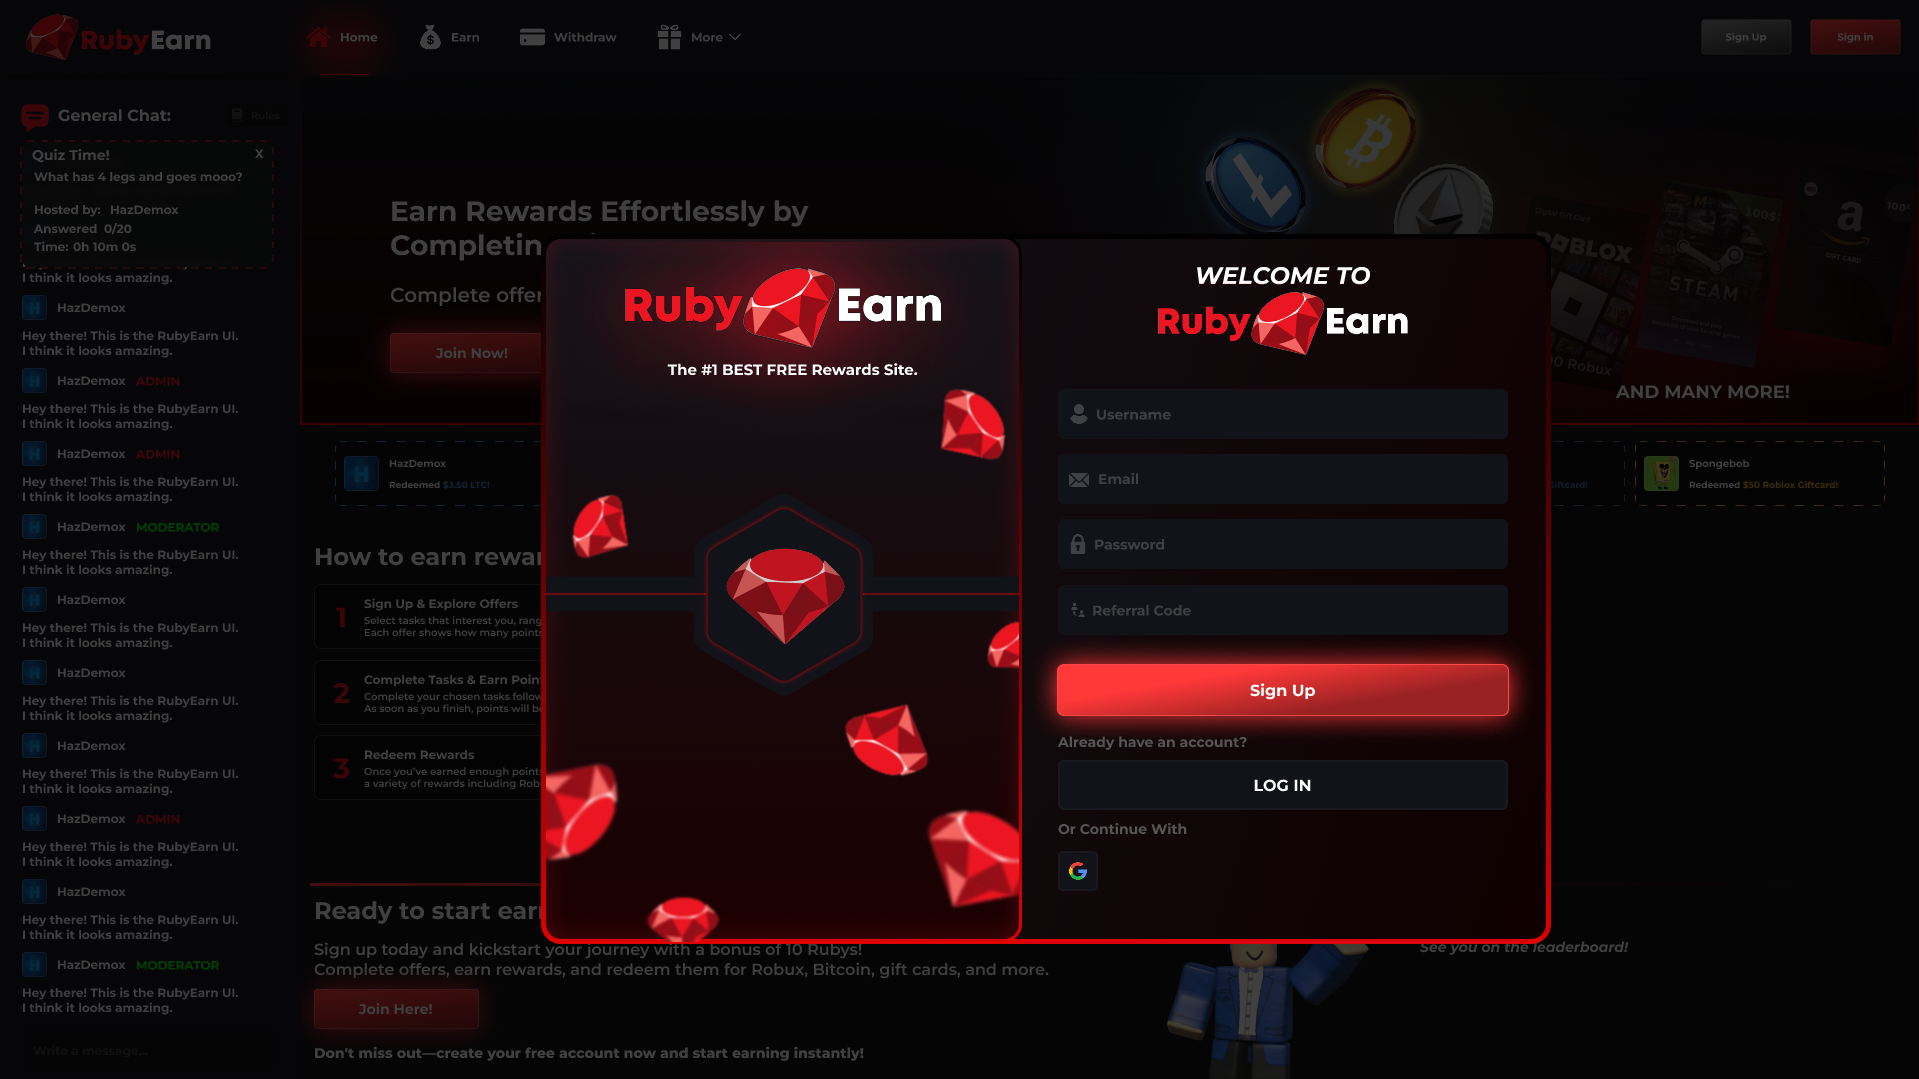 RubyEarn
Home
Earn
Withdraw
More
Sign Up
Sign in
General Chat:
Rules
Quiz Time!
X
What has 4 legs and goes mooo?
Hosted by: HazDemox
Answered 0/20
Time: 0h 10m 0s
I think it looks amazing.
HazDemox
Hey there! This is the RubyEarn UI.
I think it looks amazing.
HazDemox ADMIN
Hey there! This is the RubyEarn UI.
I think it looks amazing.
HazDemox ADMIN
Hey there! This is the RubyEarn UI.
I think it looks amazing.
HazDemox MODERATOR
Hey there! This is the RubyEarn UI.
I think it looks amazing.
HazDemox
Hey there! This is the RubyEarn UI.
I think it looks amazing.
HazDemox
Hey there! This is the RubyEarn UI.
I think it looks amazing.
HazDemox
Hey there! This is the RubyEarn UI.
I think it looks amazing.
HazDemox ADMIN
Hey there! This is the RubyEarn UI.
I think it looks amazing.
HazDemox
Hey there! This is the RubyEarn UI.
I think it looks amazing.
HazDemox MODERATOR
Hey there! This is the RubyEarn UI.
I think it looks amazing.
Write a message...
Earn Rewards Effortlessly by
Completin
Complete offer
Join Now!
Digital Gift Card
ROBLOX
00 Robux
100$
STEAM
a
100$
GIFT CARD
AND MANY MORE!
HazDemox
Redeemed $3.50 LTC!
Giftcard!
Spongebob
Redeemed $50 Roblox Giftcard!
How to earn rewar
1
Sign Up & Explore Offers
Select tasks that interest you, rang
Each offer shows how many points
2
Complete Tasks & Earn Poin
Complete your chosen tasks follow
As soon as you finish, points will be
3
Redeem Rewards
Once you've earned enough points
a variety of rewards including Rob
Ready to start earn
Sign up today and kickstart your journey with a bonus of 10 Rubys!
Complete offers, earn rewards, and redeem them for Robux, Bitcoin, gift cards, and more.
Join Here!
Don't miss out—create your free account now and start earning instantly!
See you on the leaderboard!
Ruby Earn
The #1 BEST FREE Rewards Site.
WELCOME TO
Ruby Earn
Username
Email
Password
Referral Code
Sign Up
Already have an account?
LOG IN
Or Continue With
G